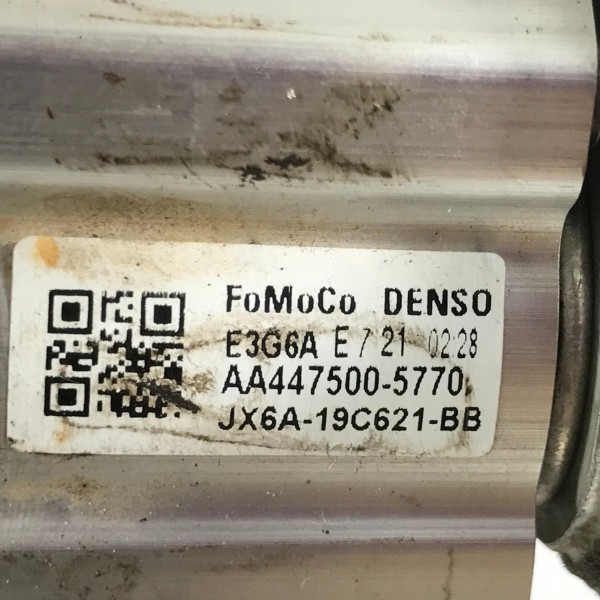 FoMoCo DENSO
E3G6A E 7 21 02:28
AA447500-5770
JX6A-19C621-BB